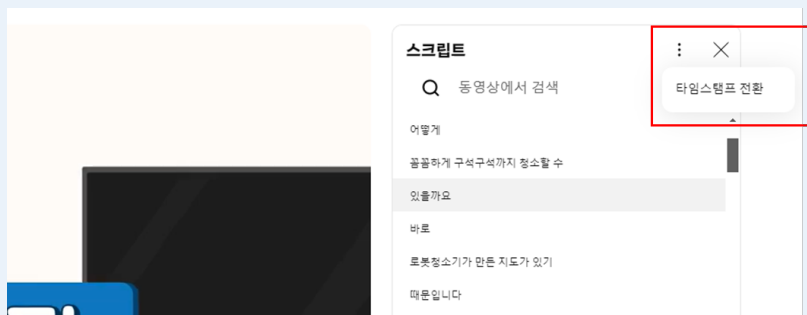 스크립트
타임스탬프 전환
동영상에서 검색
어떻게
꼼꼼하게 구석구석까지 청소할 수
있을까요
바로
로봇청소기가 만든 지도가 있기
때문입니다